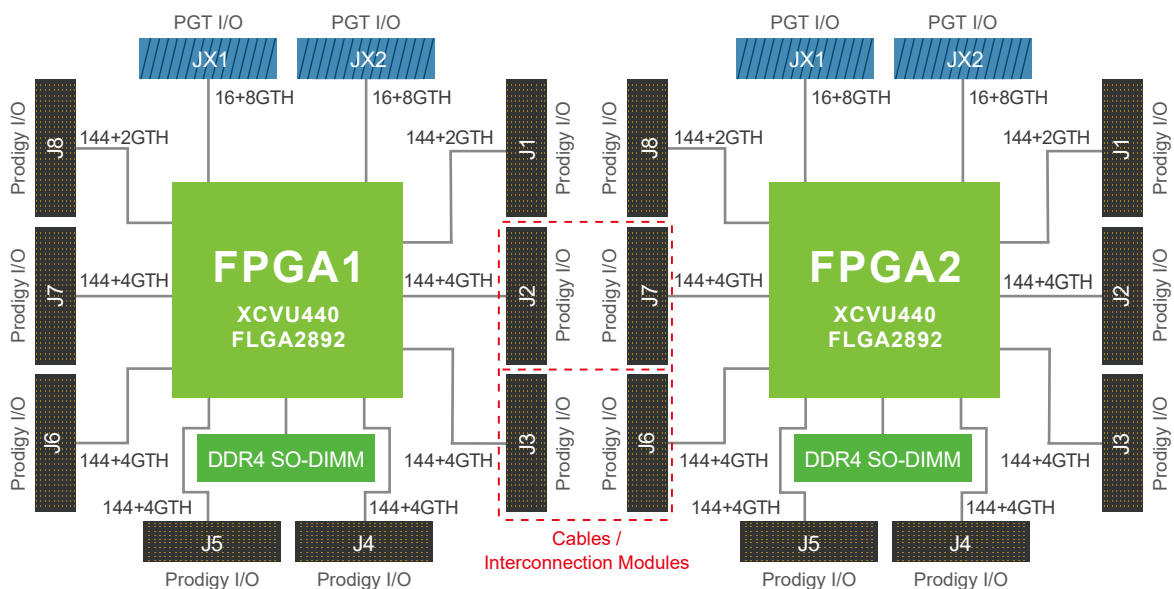 PGT I/O
PGT I/O
PGT I/O
PGT I/O
JX1
JX2
JX1
JX2
16+8GTH
16+8GTH
16+8GTH
16+8GTH
Prodigy I/O
J8
144+2GTH
144+2GTH
J1
Prodigy I/O
Prodigy I/O
J8
144+2GTH
144+2GTH
J1
Prodigy I/O
FPGA1
XCVU440
FLGA2892
FPGA2
XCVU440
FLGA2892
Prodigy I/O
J7
144+4GTH
144+4GTH
J2
Prodigy I/O
Prodigy I/O
J7
144+4GTH
144+4GTH
J2
Prodigy I/O
Prodigy I/O
J6
144+4GTH
DDR4 SO-DIMM
144+4GTH
J3
Prodigy I/O
Prodigy I/O
J6
144+4GTH
DDR4 SO-DIMM
144+4GTH
J3
Prodigy I/O
144+4GTH
144+4GTH
144+4GTH
144+4GTH
J5
J4
J5
J4
Prodigy I/O
Prodigy I/O
Prodigy I/O
Prodigy I/O
Cables /
Interconnection Modules